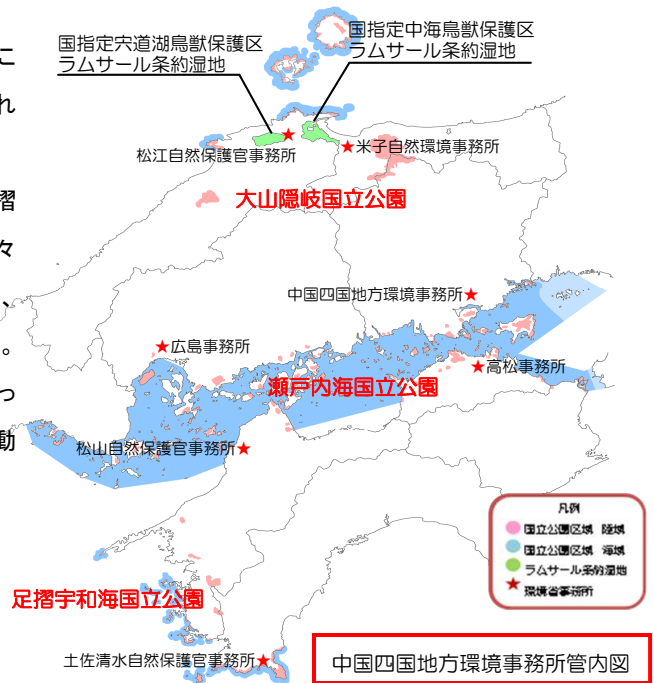 こ
れ
摺
々
、
。
っ
動
国指定宍道湖鳥獣保護区
ラムサール条約湿地
国指定中海鳥獣保護区
ラムサール条約湿地
松江自然保護官事務所
★米子自然環境事務所
大山隠岐国立公園
中国四国地方環境事務所★
★広島事務所
★高松事務所
瀬戸内海国立公園
松山自然保護官事務所★
足摺宇和海国立公園
土佐清水自然保護官事務所★
凡例
国立公園区域 陸域
国立公園区域 海域
ラムサール条約湿地
★環境省事務所
中国四国地方環境事務所管内図